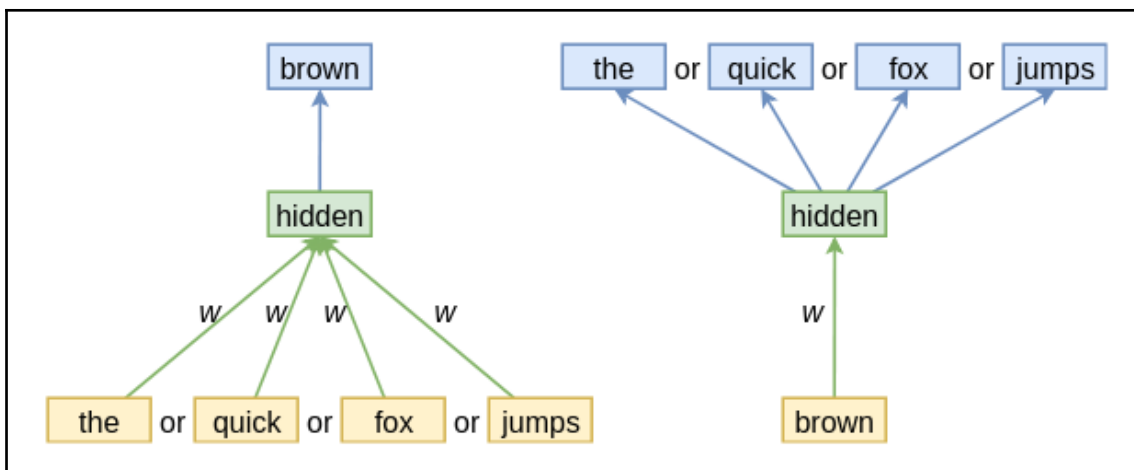 brown the or quick or fox or jumps
hidden hidden
w w w w w
the or quick or fox or jumps brown